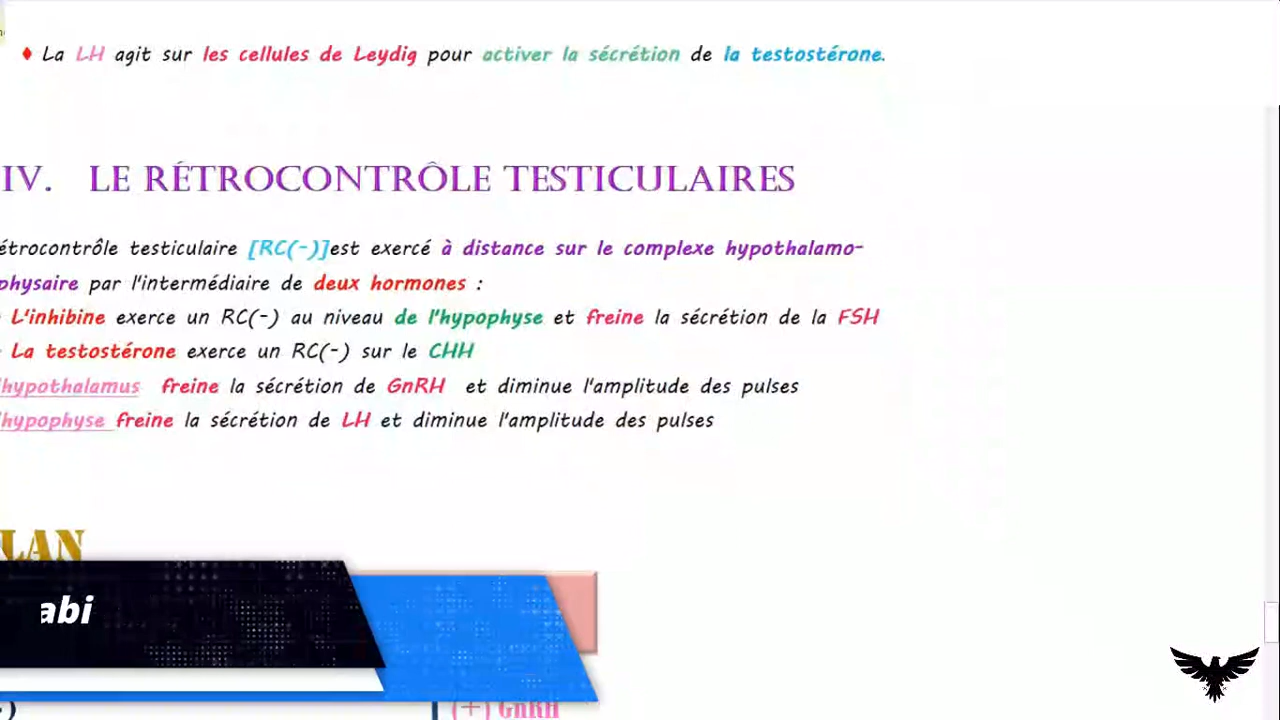 La LH agit sur les cellules de Leydig pour activer la sécrétion de la testostérone.
IV. LE RÉTROCONTRÔLE TESTICULAIRES
étrocontrôle testiculaire [RC(-)]est exercé à distance sur le complexe hypothalamo-
physaire par l'intermédiaire de deux hormones :
L'inhibine exerce un RC(-) au niveau de l'hypophyse et freine la sécrétion de la FSH
La testostérone exerce un RC(-) sur le CHH
hypothalamus freine la sécrétion de GnRH et diminue l'amplitude des pulses
hypophyse freine la sécrétion de LH et diminue l'amplitude des pulses
LAN
abi
(+) GnRH